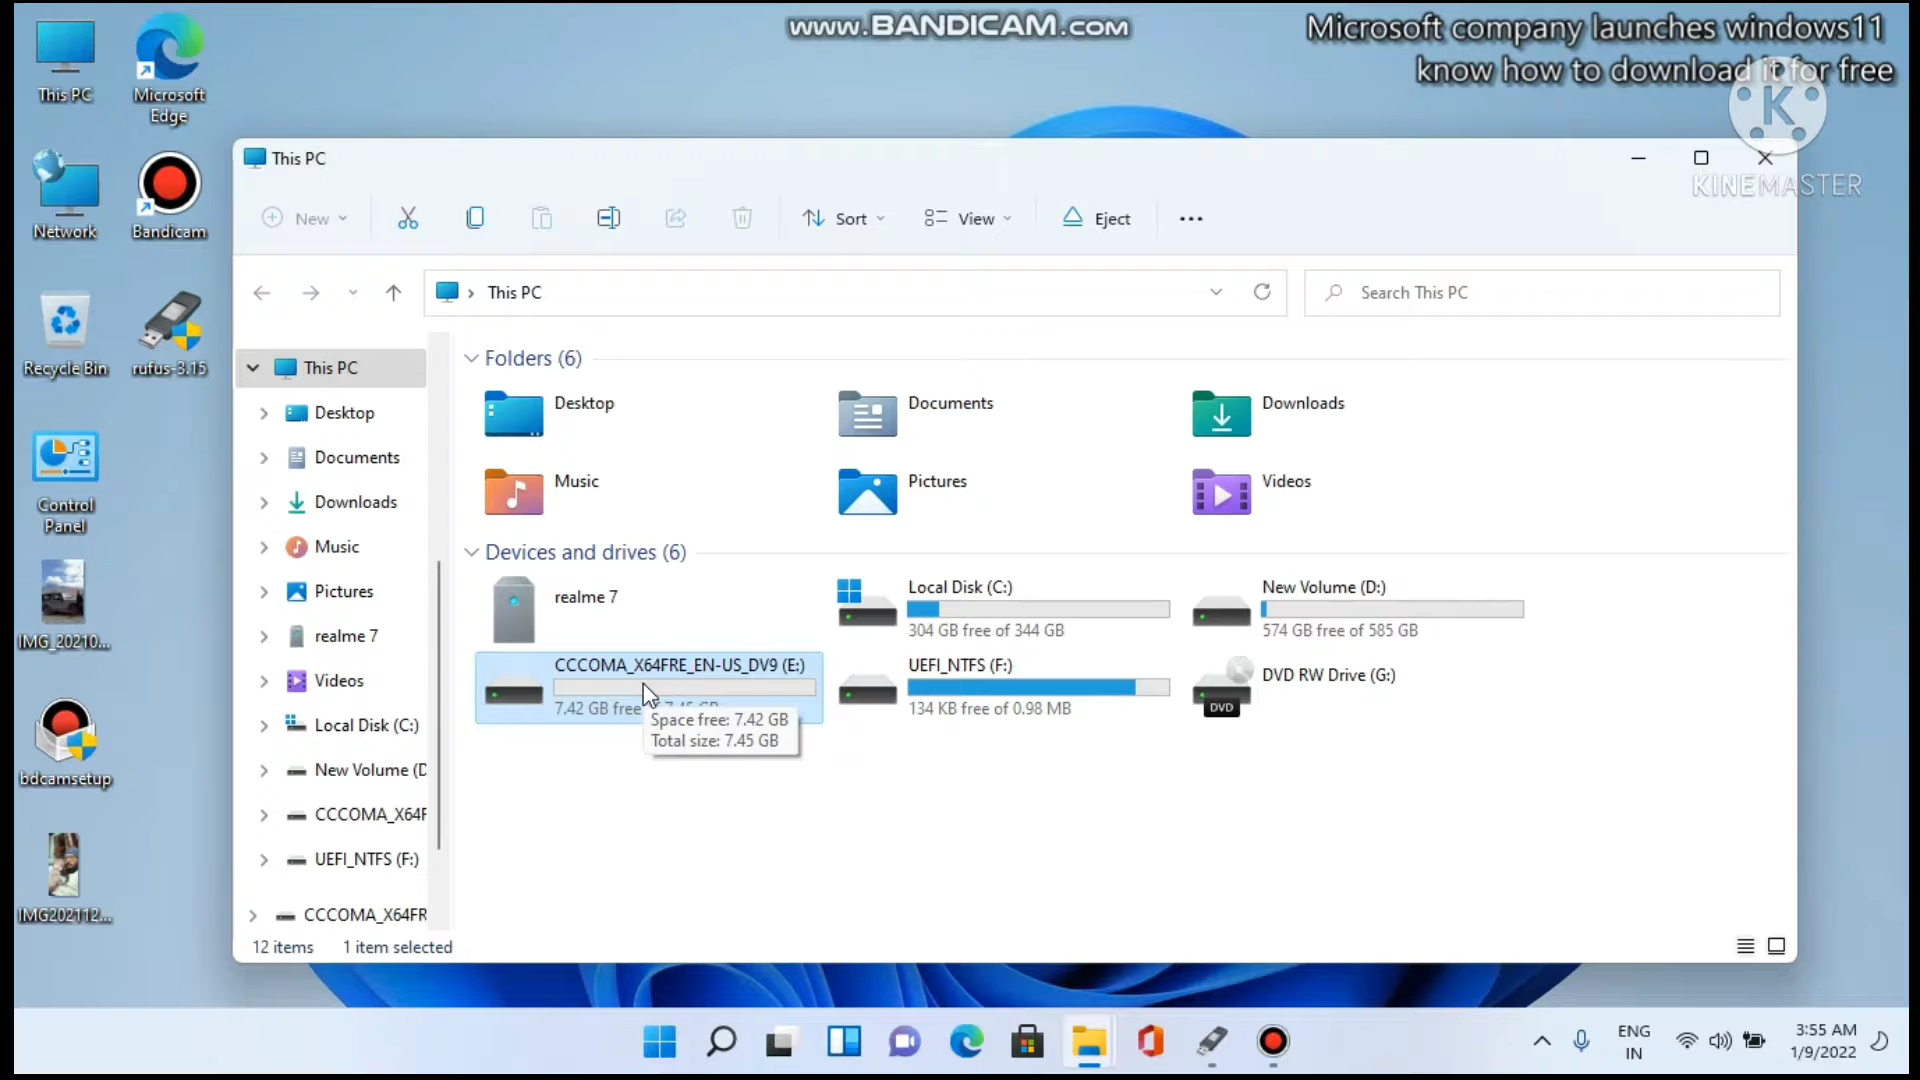 www.BANDICAM.com
Microsoft company launches windows11
know how to download it for free
K
KINEMASTER
This PC
Microsoft
Edge
Network
Bandicam
Recycle Bin
rufus-3.15
Control
Panel
IMG_20210...
bdcamsetup
IMG202112...
This PC
New
Sort
View
Eject
This PC
Search This PC
This PC
Desktop
Documents
Downloads
Music
Pictures
realme 7
Videos
Local Disk (C:)
New Volume (D
CCCOMA_X64F
UEFI_NTFS (F:)
CCCOMA_X64FR
Folders (6)
Desktop
Documents
Downloads
Music
Pictures
Videos
Devices and drives (6)
realme 7
Local Disk (C:)
304 GB free of 344 GB
New Volume (D:)
574 GB free of 585 GB
CCCOMA_X64FRE_EN-US_DV9 (E:)
7.42 GB free
Space free: 7.42 GB
Total size: 7.45 GB
UEFI_NTFS (F:)
134 KB free of 0.98 MB
DVD RW Drive (G:)
DVD
12 items 1 item selected
ENG
IN
3:55 AM
1/9/2022